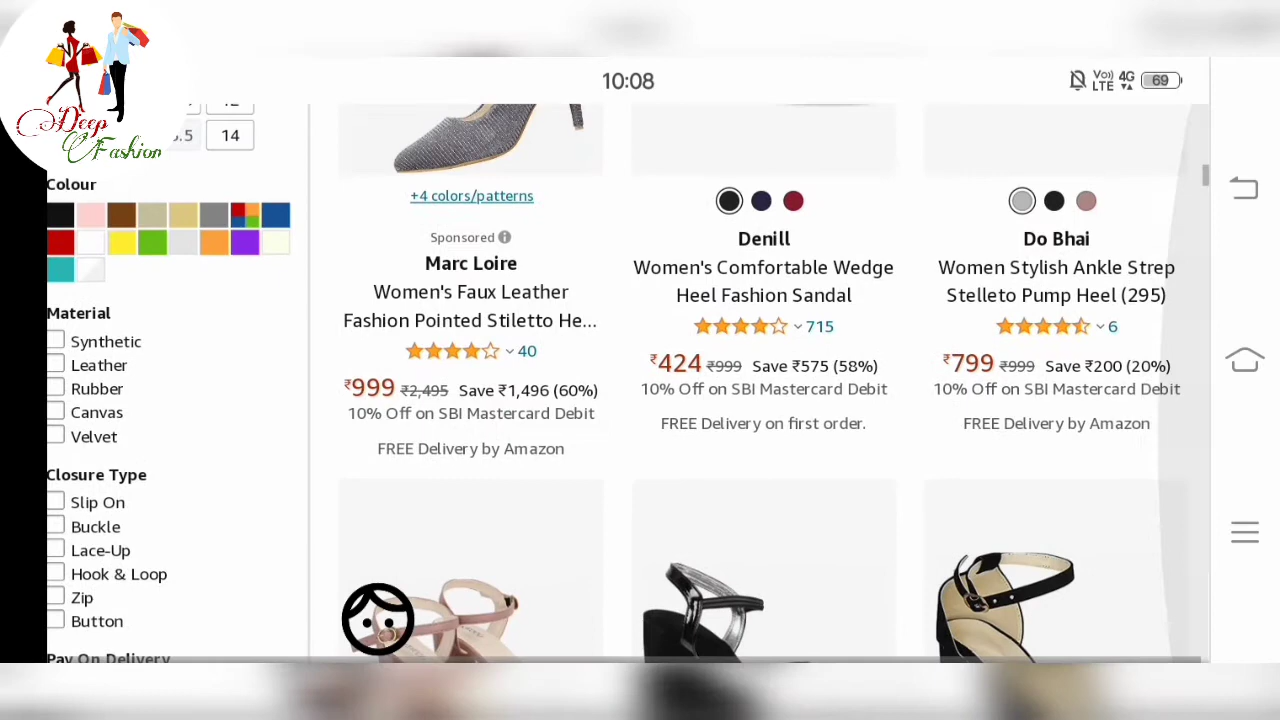 Deep
Fashion
10:08
Vo)
LTE
4G
69
14
Colour
Material
Synthetic
Leather
Rubber
Canvas
Velvet
Closure Type
Slip On
Buckle
Lace-Up
Hook & Loop
Zip
Button
Pay On Delivery
+4 colors/patterns
Sponsored
Marc Loire
Women's Faux Leather
Fashion Pointed Stiletto He...
40
₹999 ₹2,495 Save ₹1,496 (60%)
10% Off on SBI Mastercard Debit
FREE Delivery by Amazon
Denill
Women's Comfortable Wedge
Heel Fashion Sandal
715
₹424 ₹999 Save ₹575 (58%)
10% Off on SBI Mastercard Debit
FREE Delivery on first order.
Do Bhai
Women Stylish Ankle Strep
Stelleto Pump Heel (295)
6
₹799 ₹999 Save ₹200 (20%)
10% Off on SBI Mastercard Debit
FREE Delivery by Amazon